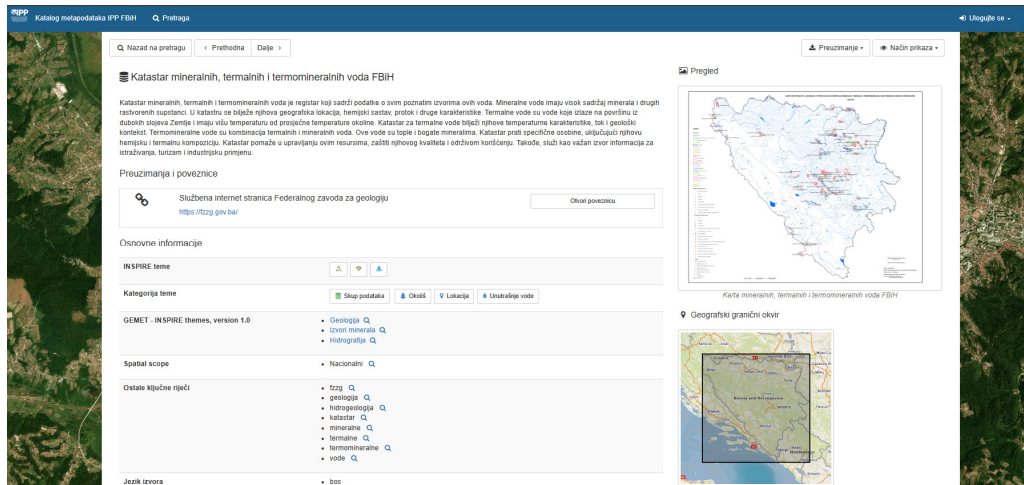 Katalog metapodataka IPP FBiH
Pretraga
Ulogujte se
Nazad na pretragu
Prethodna
Dalje
Preuzimanje
Način prikaza
Katastar mineralnih, termalnih i termomineralnih voda FBiH
Katastar mineralnih, termalnih i termomineralnih voda je registar koji sadrži podatke o svim poznatim izvorima ovih voda. Mineralne vode imaju visok sadržaj minerala i drugih
rastvorenih supstanci. U katastru se bilježe njihova geografska lokacija, hemijski sastav, protok i druge karakteristike. Termalne vode su vode koje izlaze na površinu iz
dubokih slojeva Zemlje i imaju višu temperaturu od prosječne temperature okoline. Katastar za termalne vode bilježi njihove temperaturne karakteristike, tok i geološki
kontekst. Termomineralne vode su kombinacija termalnih i mineralnih voda. Ove vode su tople i bogate mineralima. Katastar prati specifične osobine, uključujući njihovu
hemijsku i termalnu kompoziciju. Katastar pomaže u upravljanju ovim resursima, zaštiti njihovog kvaliteta i održivom korišćenju. Takođe, služi kao važan izvor informacija za
istraživanja, turizam i industrijsku primjenu.
Preuzimanja i poveznice
Službena internet stranica Federalnog zavoda za geologiju
https://fzzg.gov.ba/
Otvori poveznicu
Osnovne informacije
INSPIRE teme
Kategorija teme
Skup podataka
Okoliš
Lokacija
Unutrašnje vode
GEMET - INSPIRE themes, version 1.0
Geologija
Izvori minerala
Hidrografija
Spatial scope
Nacionalni
Ostale ključne riječi
fzzg
geologija
hidrogeologija
katastar
mineralne
termalne
termomineralne
vode
Jezik izvora
bos
Pregled
Karta mineralnih, termalnih i termomineralnih voda FBiH
Geografski granični okvir
Bosnia and Herzegovina